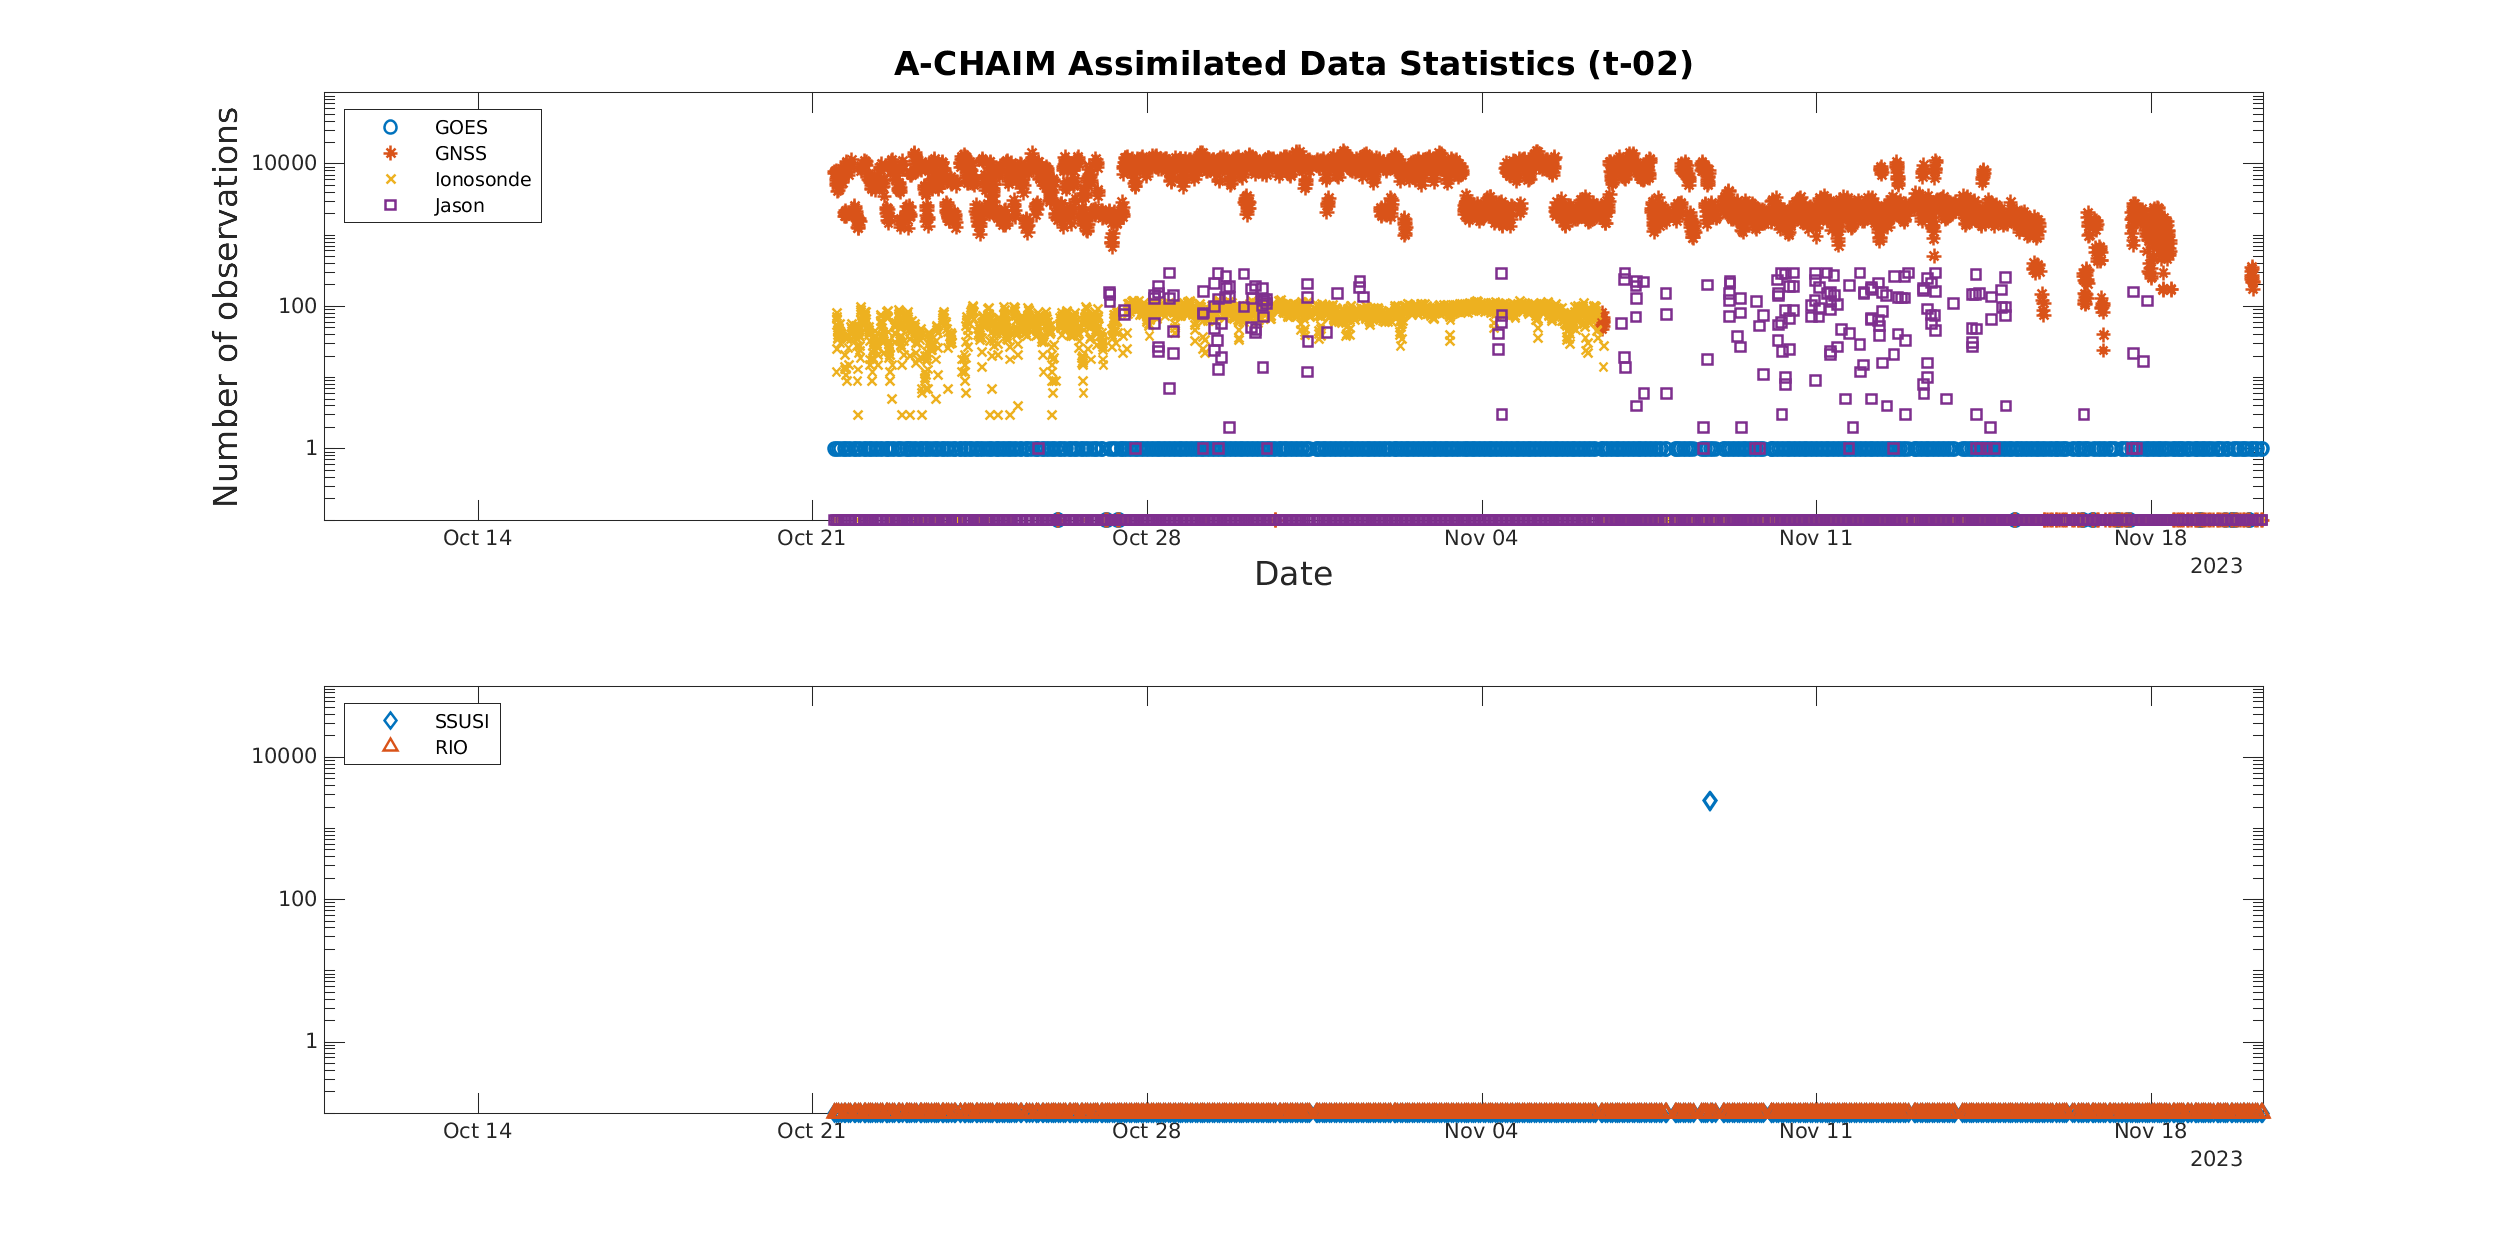 A-CHAIM Assimilated Data Statistics (t-02)
Number of observations
10000
100
1
GOES
GNSS
Ionosonde
Jason
Oct 14
Oct 21
Oct 28
Nov 04
Nov 11
Nov 18
2023
Date
10000
100
1
SSUSI
RIO
Oct 14
Oct 21
Oct 28
Nov 04
Nov 11
Nov 18
2023